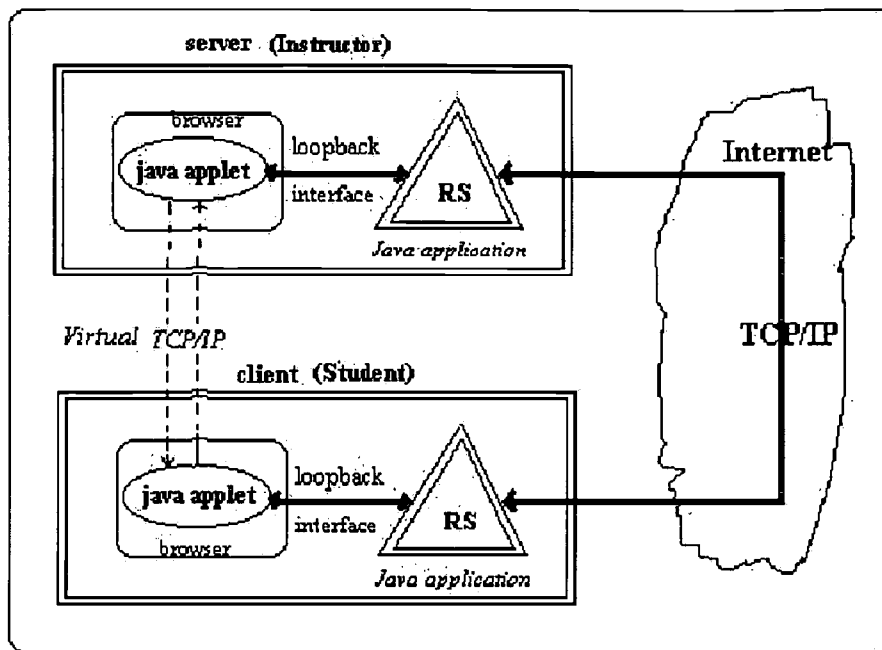 server (Instructor)
browser
java applet
loopback
interface
RS
Java application
Internet
Virtual TCP/IP
TCP/IP
client (Student)
java applet
browser
loopback
interface
RS
Java application